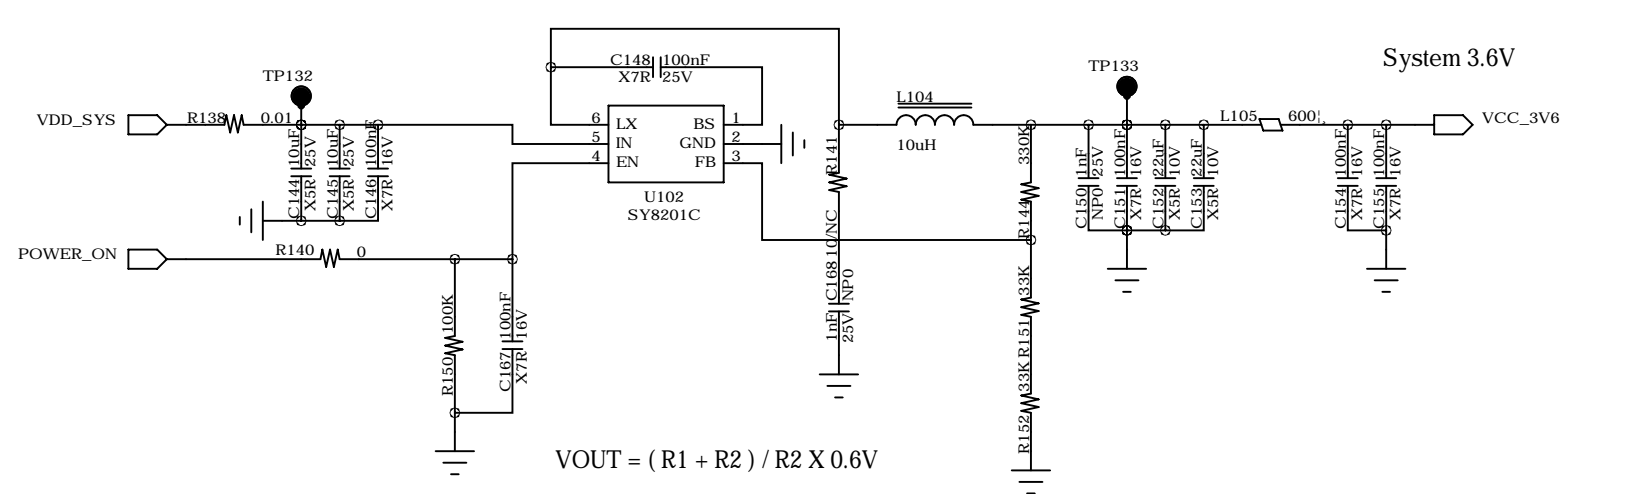 System 3.6V
TP132
C148 100nF
X7R 25V
TP133
L104
10uH
VDD_SYS
R138 0.01
6 LX
5 IN
4 EN
BS 1
GND 2
FB 3
U102
SY8201C
C144 10uF
X5R 25V
C145 10uF
X5R 25V
C146 100nF
X7R 16V
R141
10/NC
C168
NP0
1nF
25V
330K
R144
33K
R151
33K
R152
C150 1nF
NP0 25V
C151 100nF
X7R 16V
C152 22uF
X5R 10V
C153 22uF
X5R 10V
L105 600¦¸
VCC_3V6
C154 100nF
X7R 16V
C155 100nF
X7R 16V
POWER_ON
R140 0
R150 100K
C167 100nF
X7R 16V
VOUT = ( R1 + R2 ) / R2 X 0.6V